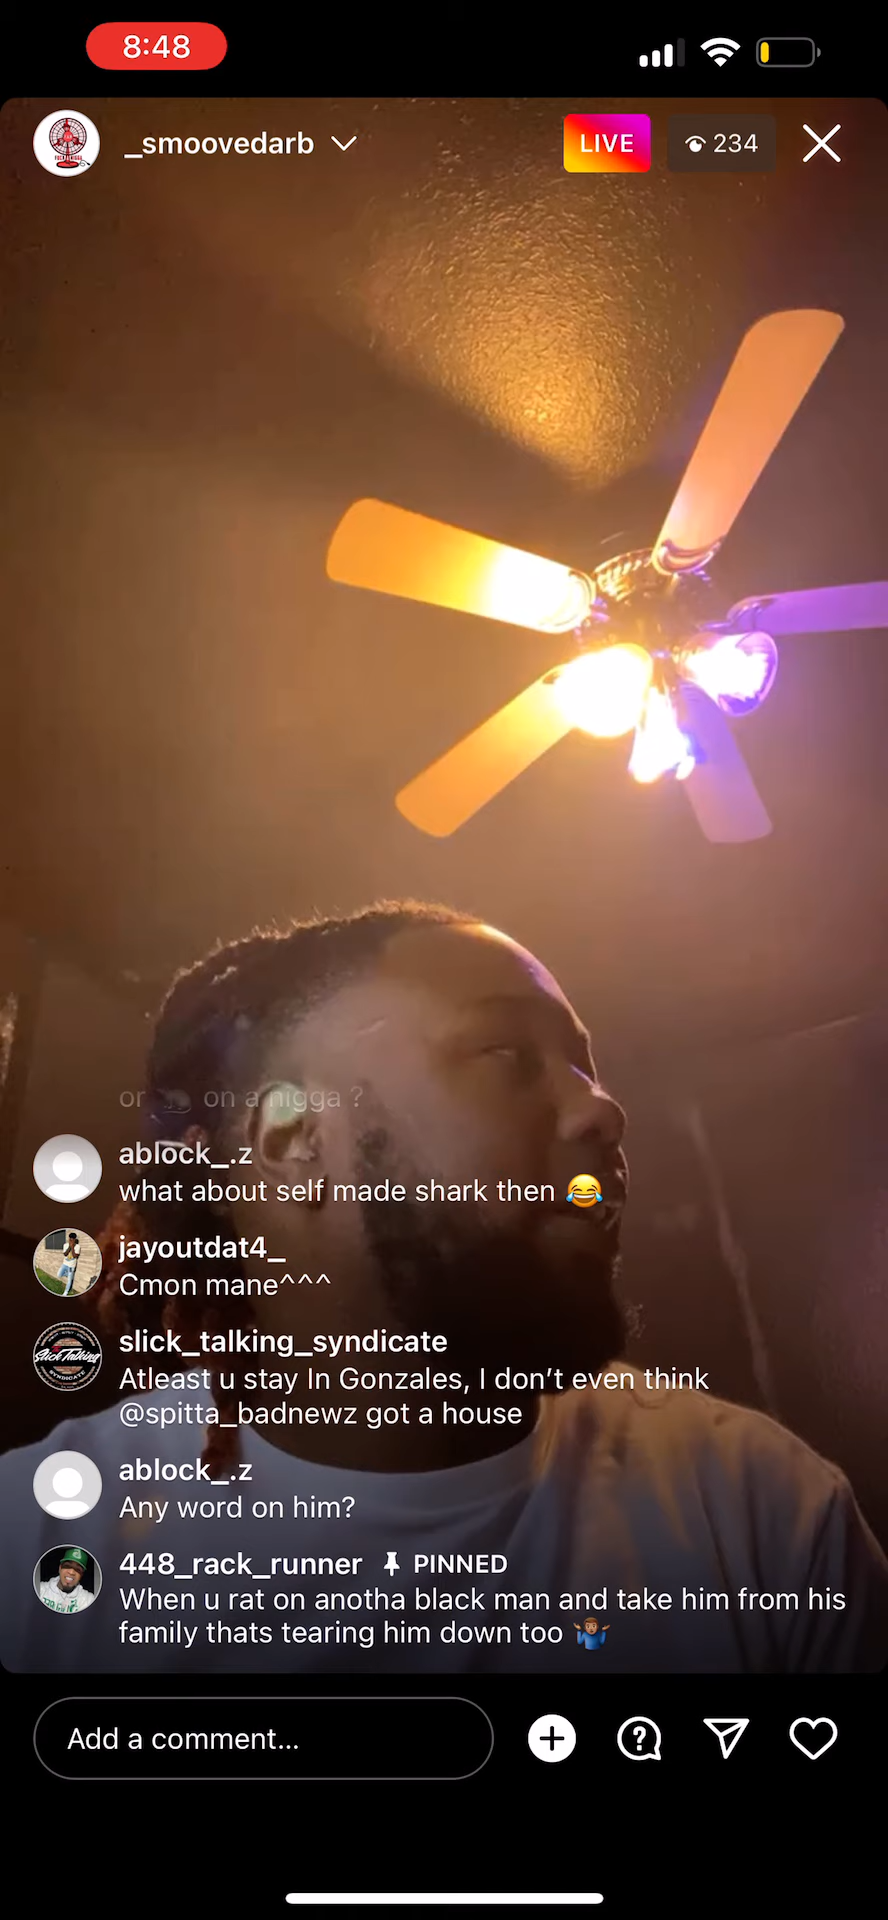 8:48
_smoovedarb
LIVE
234
or on a nigga ?
ablock_.z
what about self made shark then 😂
jayoutdat4_
Cmon mane^^^
slick_talking_syndicate
Atleast u stay In Gonzales, I don’t even think
@spitta_badnewz got a house
ablock_.z
Any word on him?
448_rack_runner PINNED
When u rat on anotha black man and take him from his
family thats tearing him down too 🤷🏾‍♂️
Add a comment...